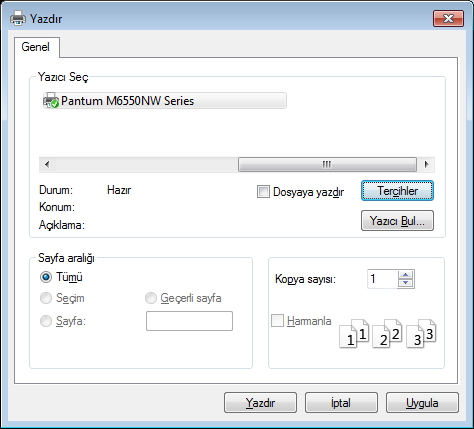 Yazdır
Genel
Yazıcı Seç
Pantum M6550NW Series
Durum: Hazır
Konum:
Açıklama:
Dosyaya yazdır
Tercihler
Yazıcı Bul...
Sayfa aralığı
Tümü
Seçim
Geçerli sayfa
Sayfa:
Kopya sayısı: 1
Harmanla
1 1 2 2 3 3
Yazdır İptal Uygula